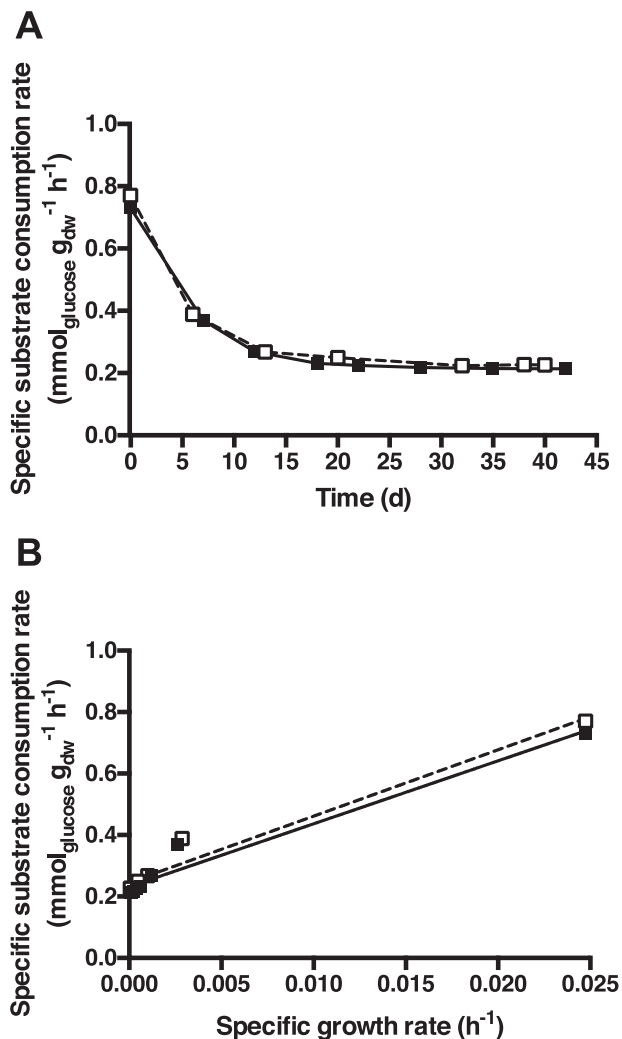 A
Specific substrate consumption rate
(mmolglucose gdw-1 h-1)
1.0
0.8
0.6
0.4
0.2
0.0
0 5 10 15 20 25 30 35 40 45
Time (d)
B
Specific substrate consumption rate
(mmolglucose gdw-1 h-1)
1.0
0.8
0.6
0.4
0.2
0.0
0.000 0.005 0.010 0.015 0.020 0.025
Specific growth rate (h-1)